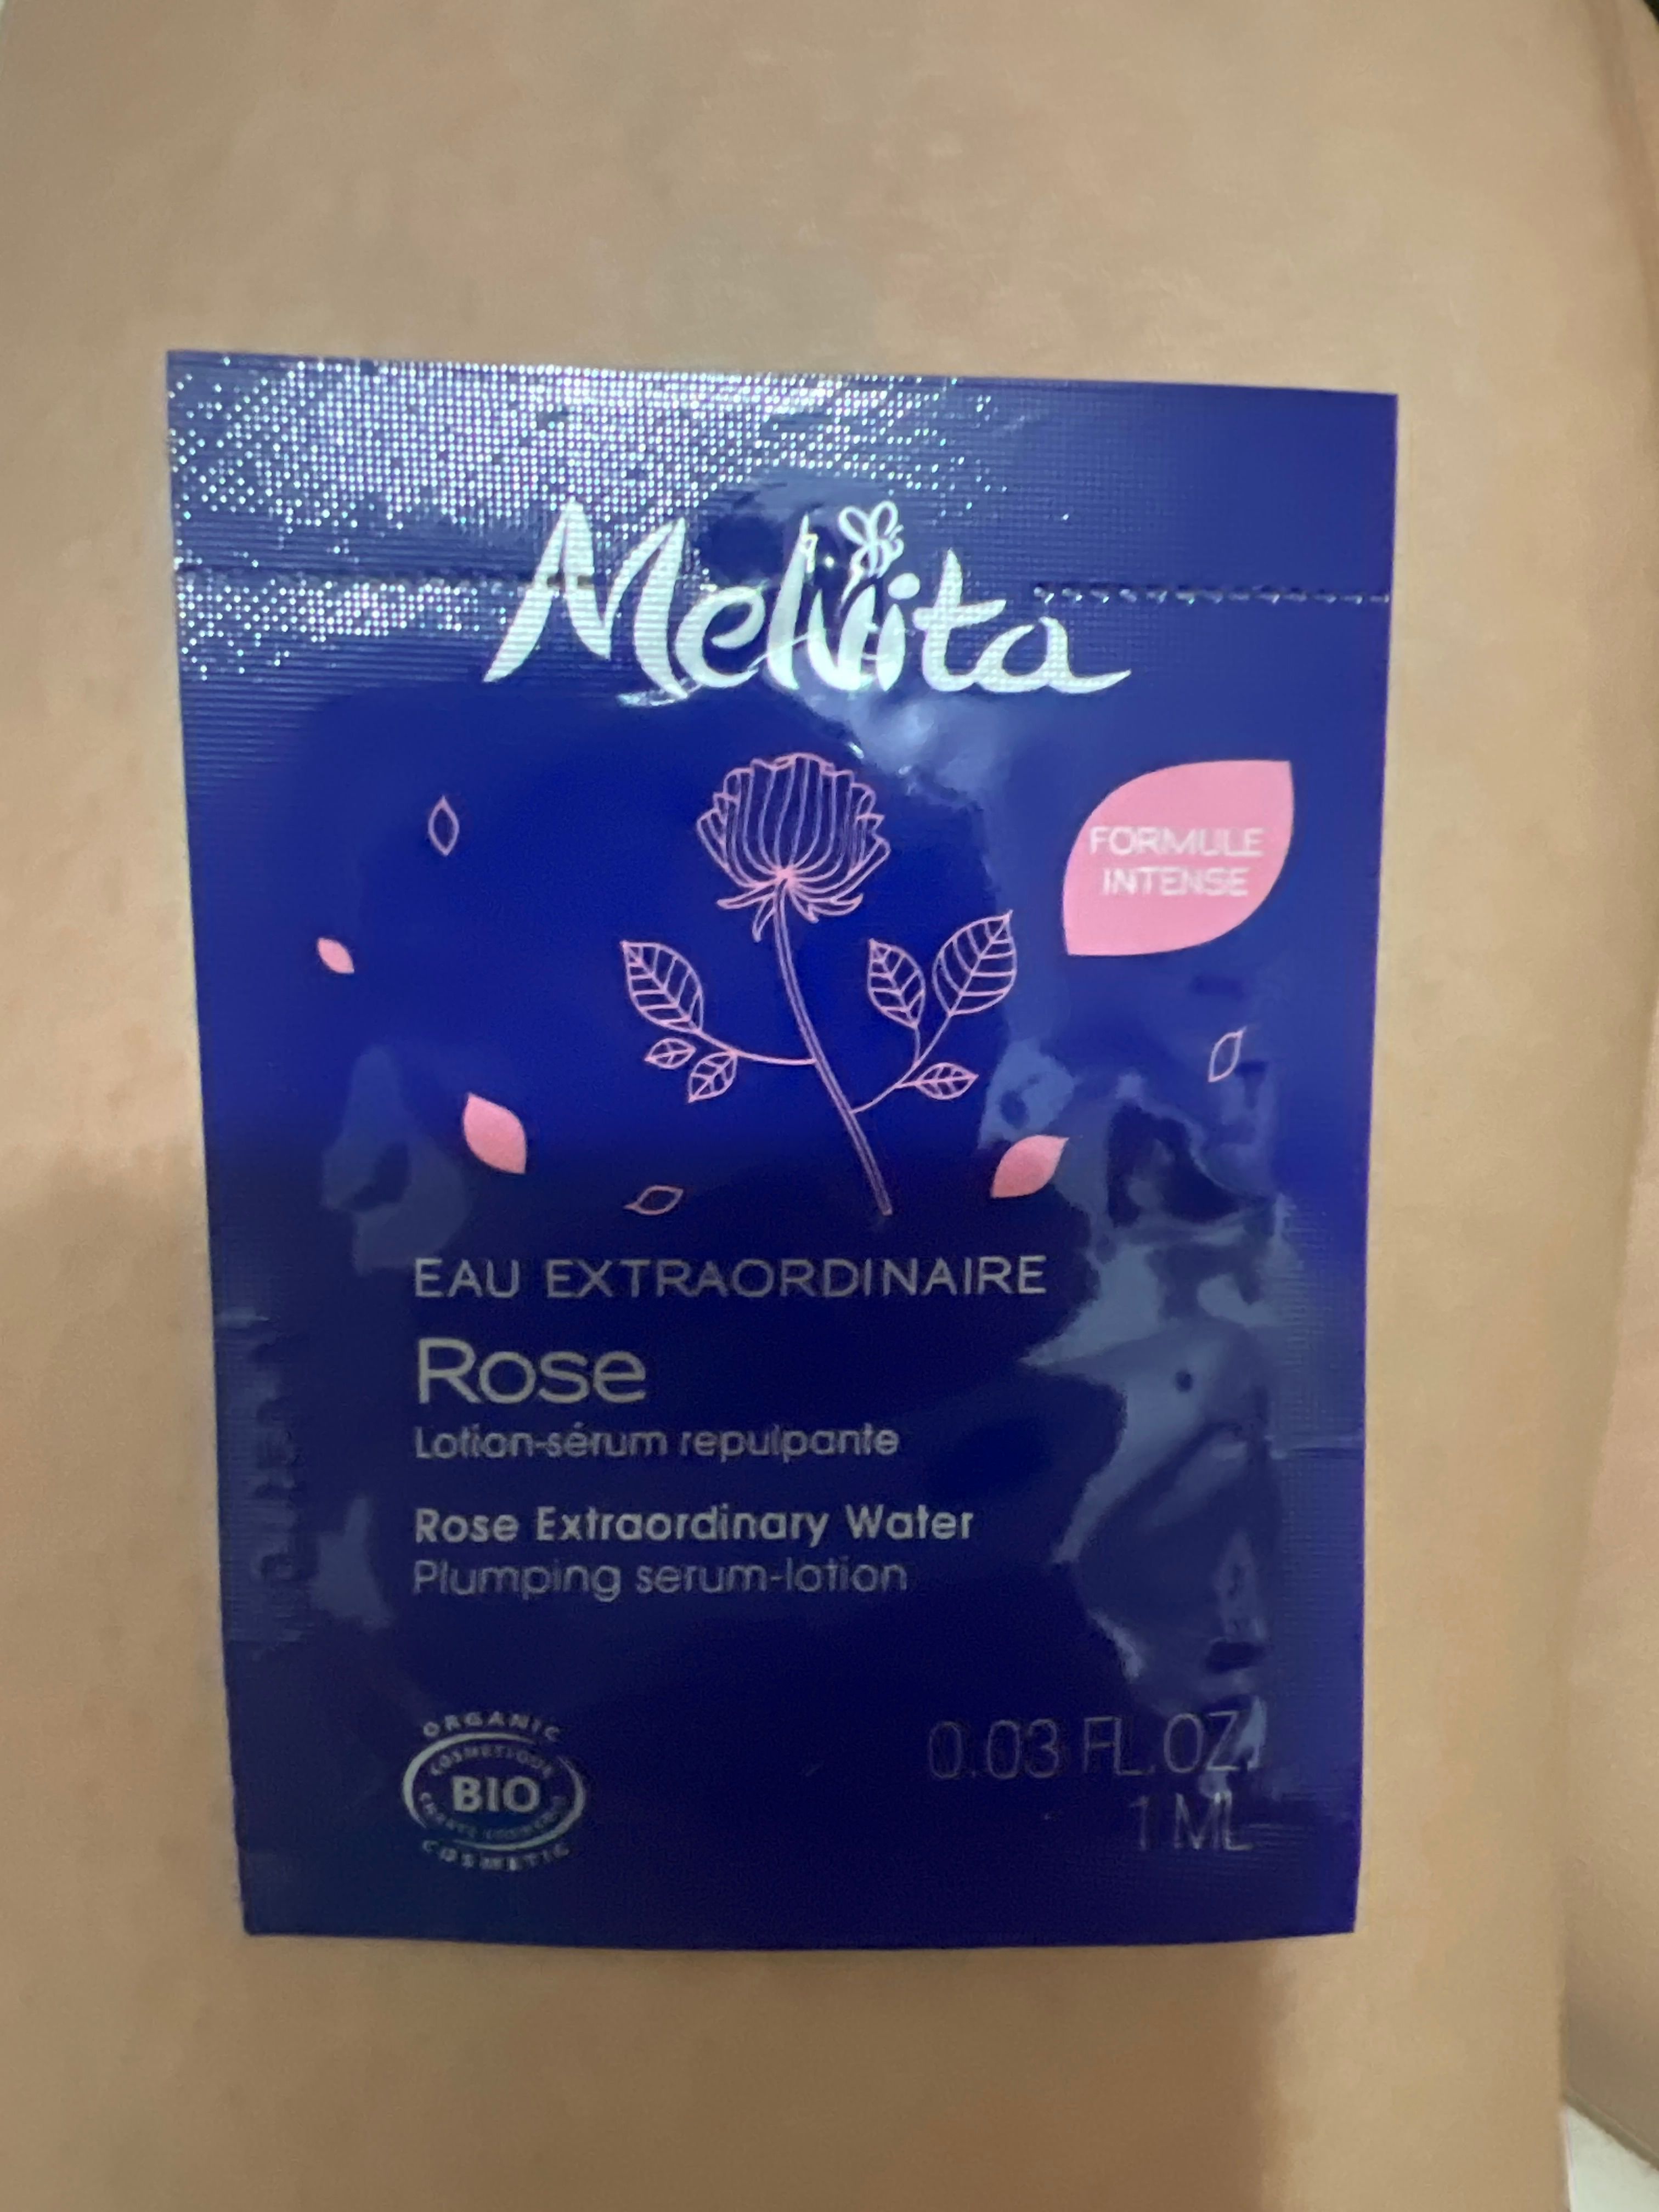 Melvita
FORMULE
INTENSE
EAU EXTRAORDINAIRE
Rose
Lotion-sérum repulpante
Rose Extraordinary Water
Plumping serum-lotion
ORGANIC
COSMETIQUE
BIO
COSMETIC
0.03 FL.OZ.
1 ML